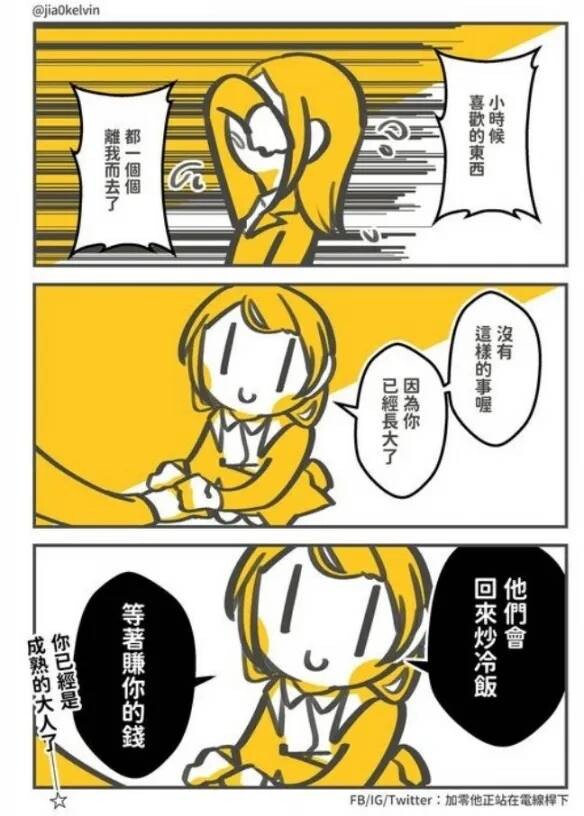 @jia0kelvin
小時候
喜歡的東西
都一個個
離我而去了
沒有
這樣的事喔
因為你
已經長大了
他們會
回來炒冷飯
等著賺你的錢
你已經是
成熟的大人了
☆
FB/IG/Twitter：加零他正站在電線桿下